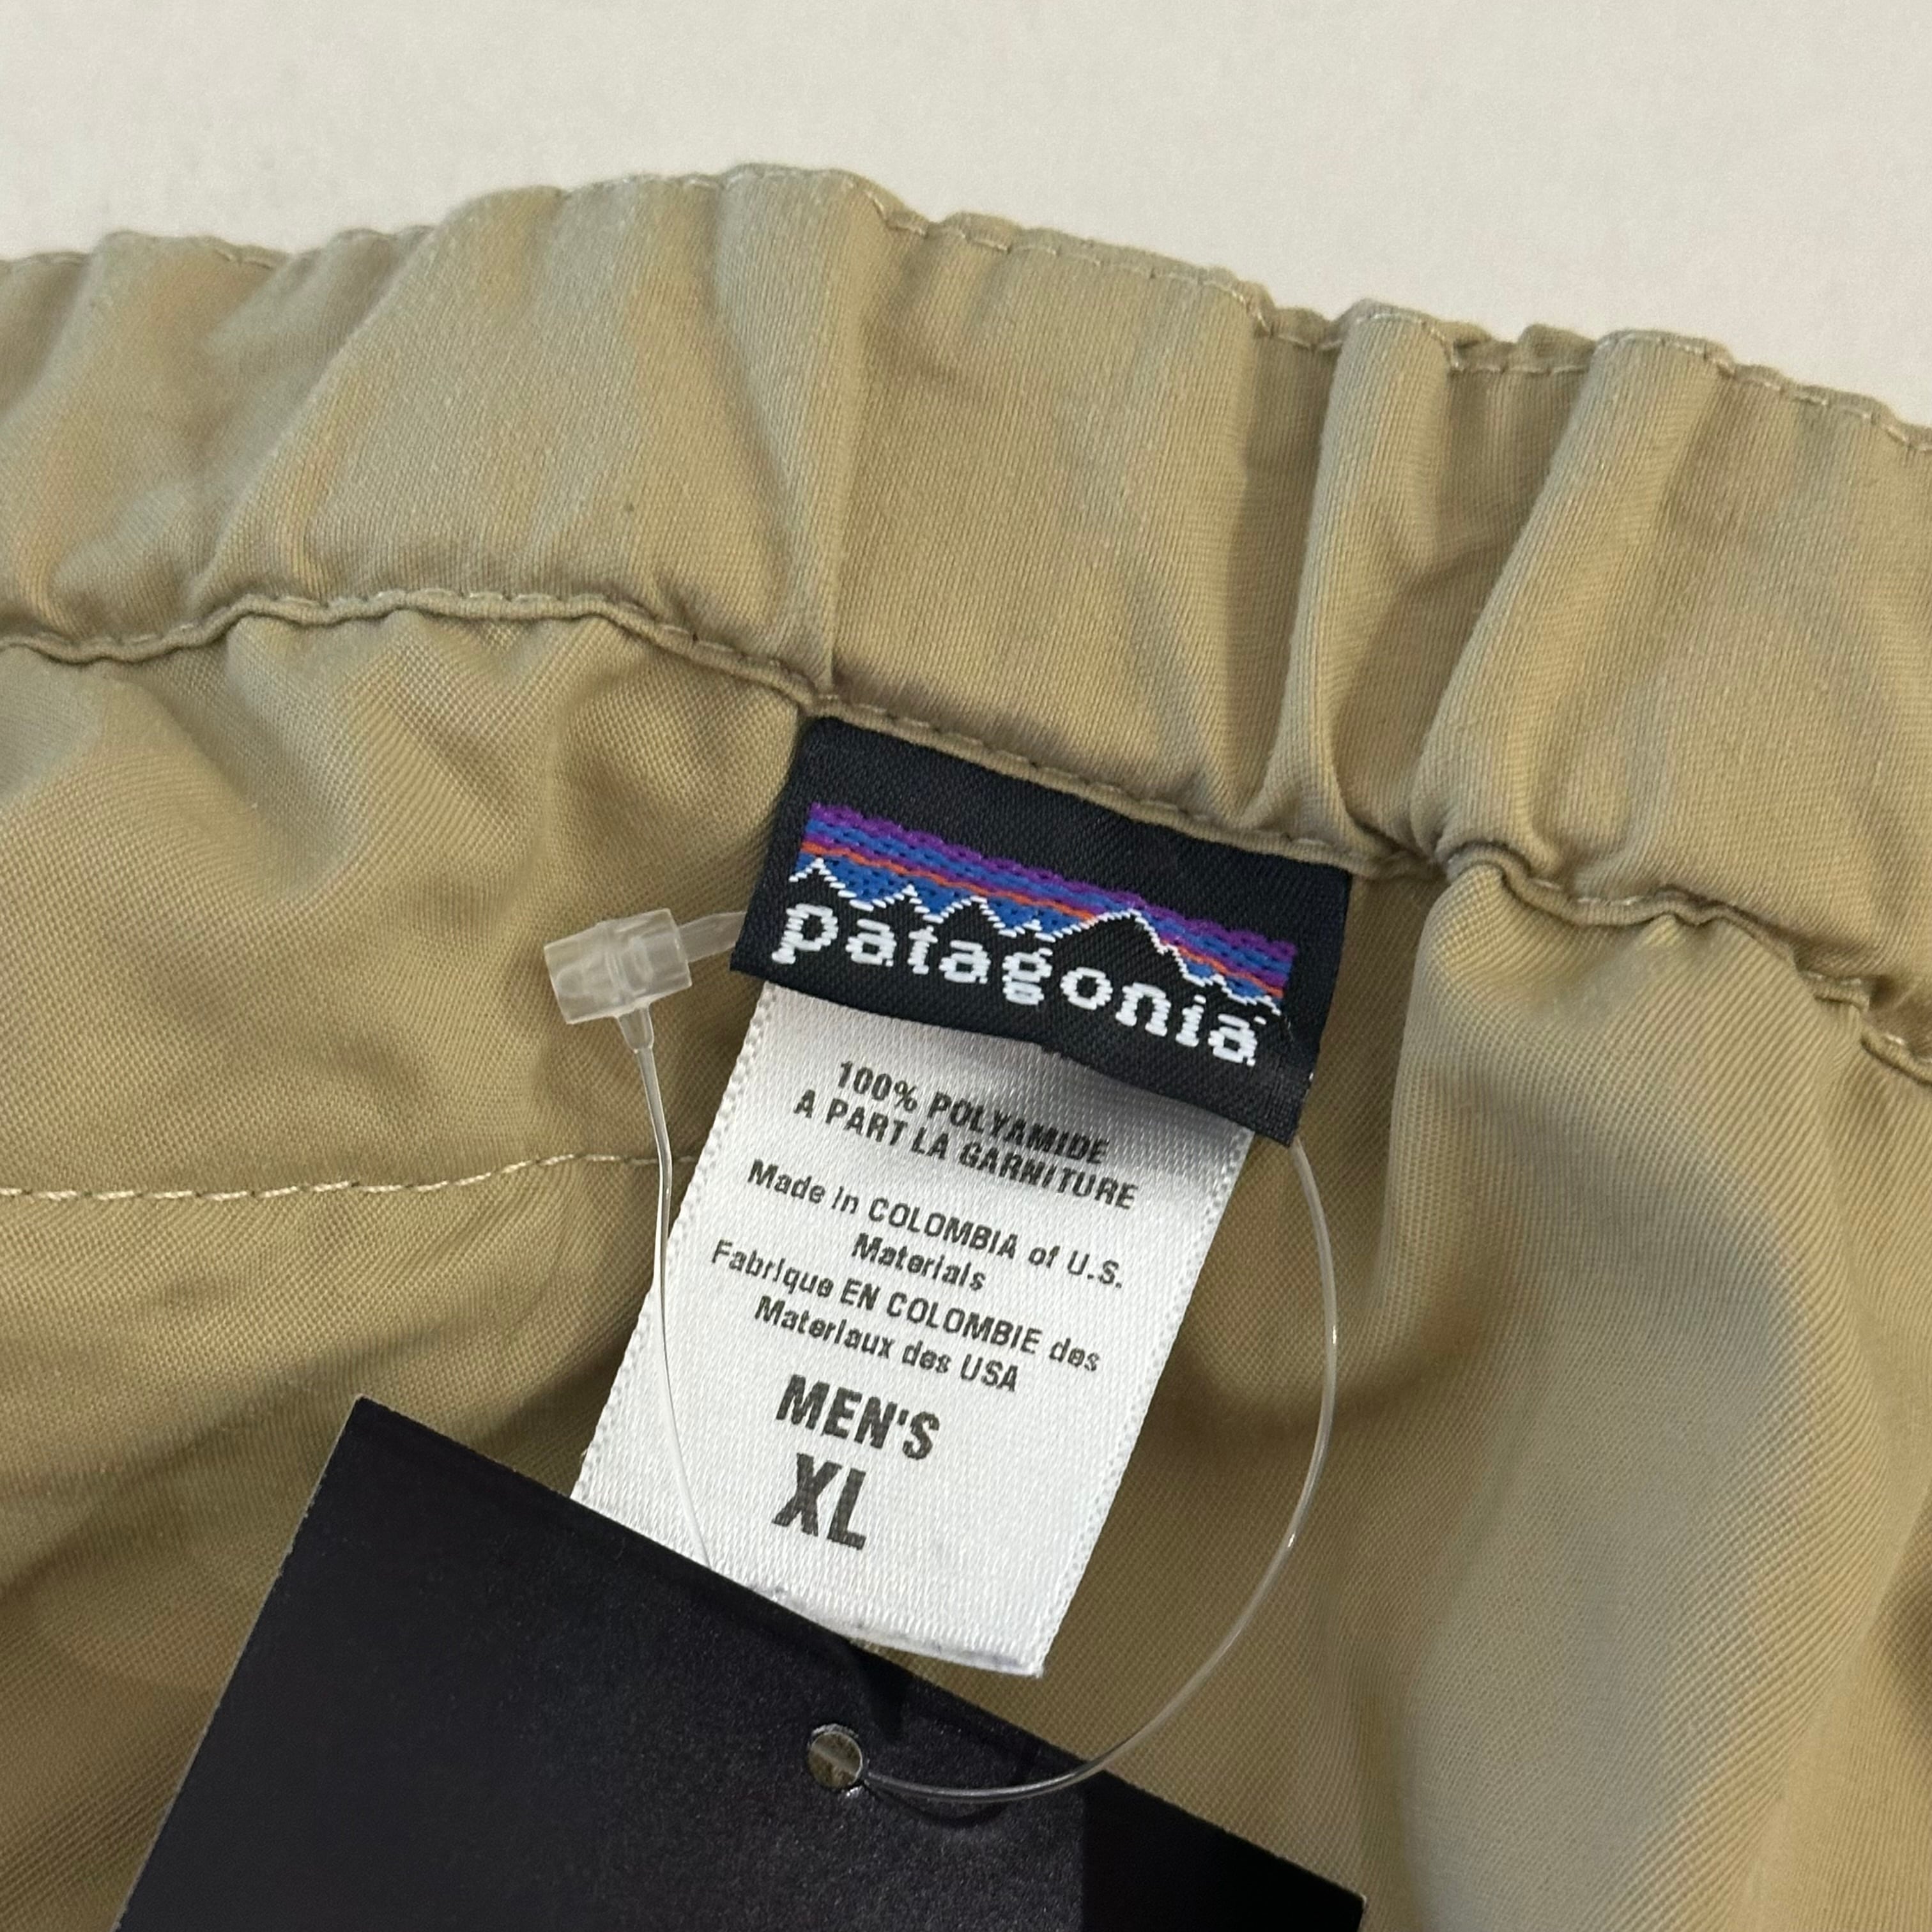 patagonia
100% POLYAMIDE
A PART LA GARNITURE
Made in COLOMBIA of U.S.
Materials
Fabrique EN COLOMBIE des
Materiaux des USA
MEN'S
XL